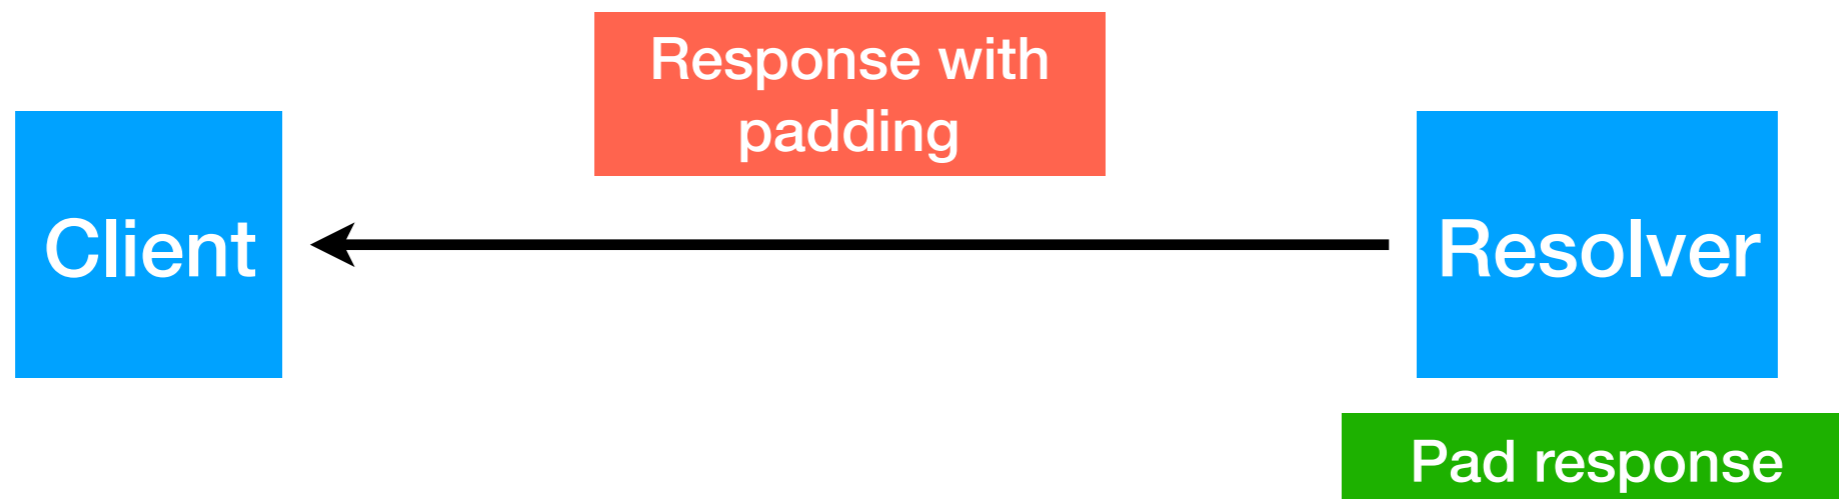 Response with
padding
Client
Resolver
Pad response